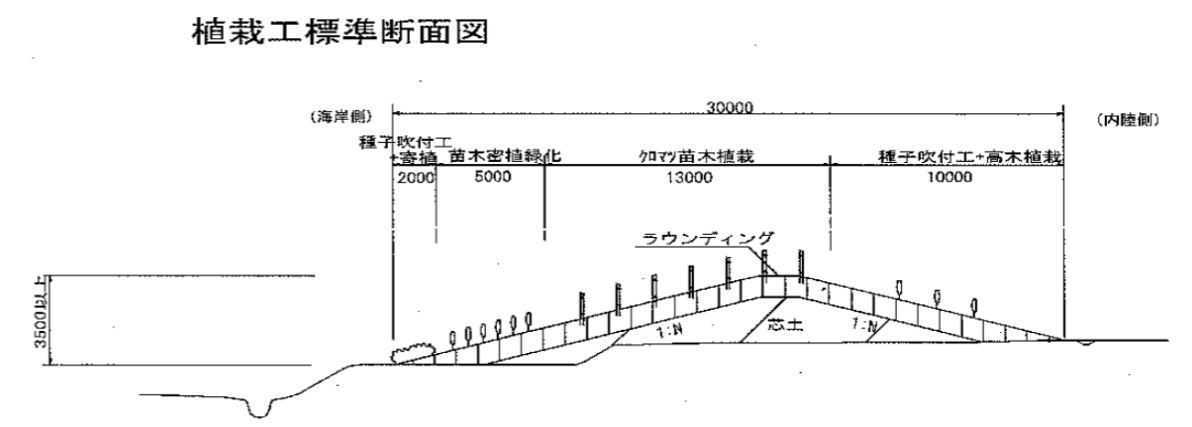 植栽工標準断面図
(海岸側)
30000
(内陸側)
種子吹付工
+寄植
苗木密植緑化
クロマツ苗木植栽
種子吹付工+高木植栽
2000
5000
13000
10000
ラウンディング
3500以上
1:N
芯土
1:N